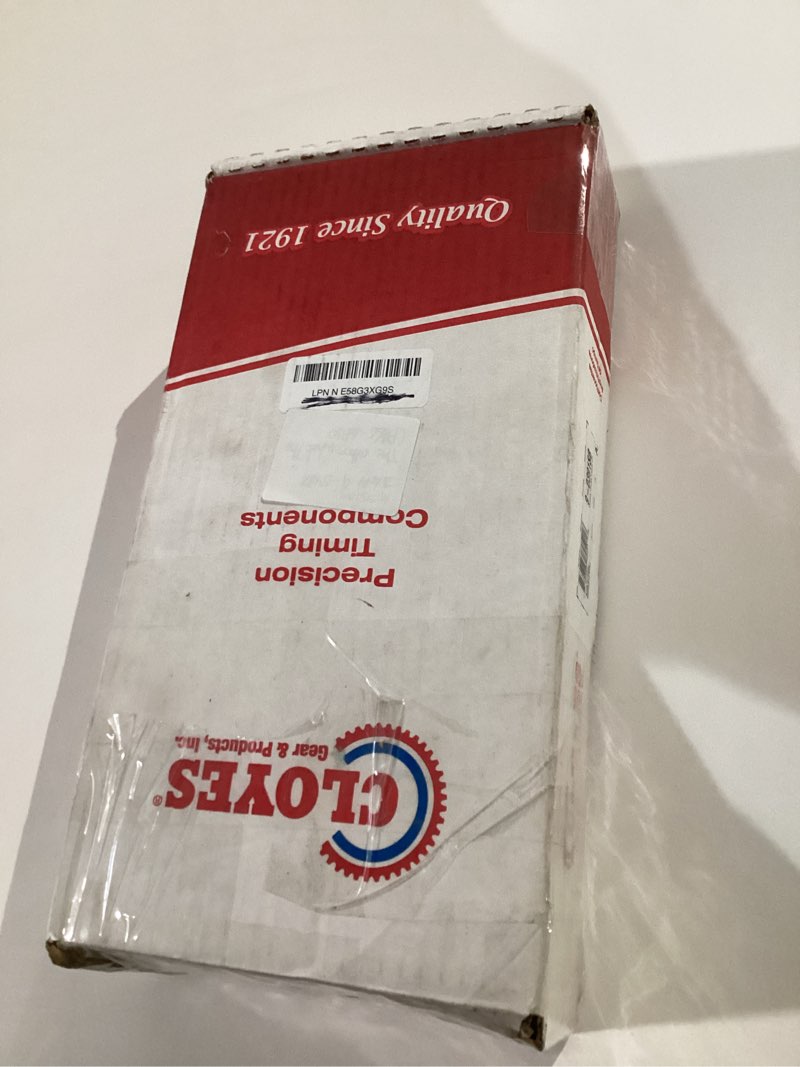 CLOYES®
Gear & Products, Inc.
Precision
Timing
Components
LPN N E58G3XG9S
Quality Since 1921